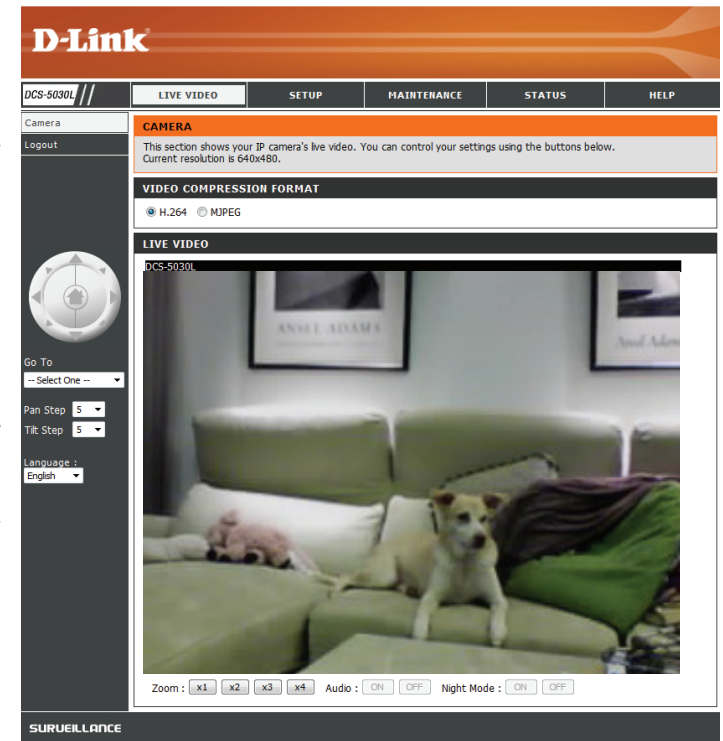 D-Link
DCS-5030L
LIVE VIDEO
SETUP
MAINTENANCE
STATUS
HELP
Camera
Logout
CAMERA
This section shows your IP camera's live video. You can control your settings using the buttons below.
Current resolution is 640x480.
VIDEO COMPRESSION FORMAT
H.264 MJPEG
LIVE VIDEO
DCS-5030L
ANSEL ADAMS
Ansel Adams
Go To
-- Select One --
Pan Step 5
Tilt Step 5
Language :
English
Zoom : x1 x2 x3 x4 Audio : ON OFF Night Mode : ON OFF
SURVEILLANCE